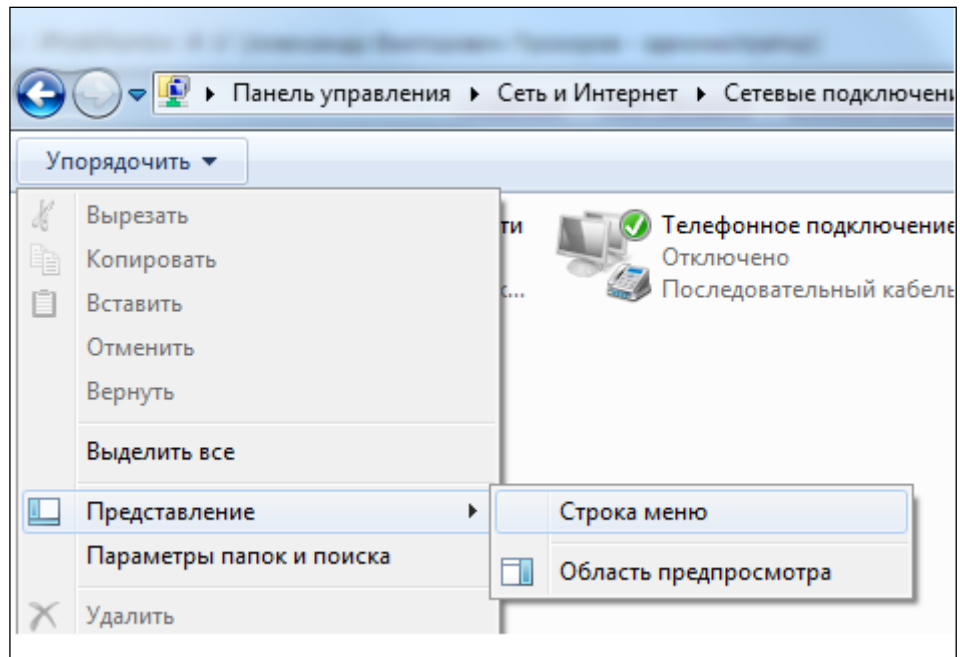 Панель управления ▸ Сеть и Интернет ▸ Сетевые подключени
Упорядочить
Вырезать
Копировать
Вставить
Отменить
Вернуть
Выделить все
Представление
Параметры папок и поиска
Удалить
Строка меню
Область предпросмотра
ти
Телефонное подключение
Отключено
Последовательный кабель